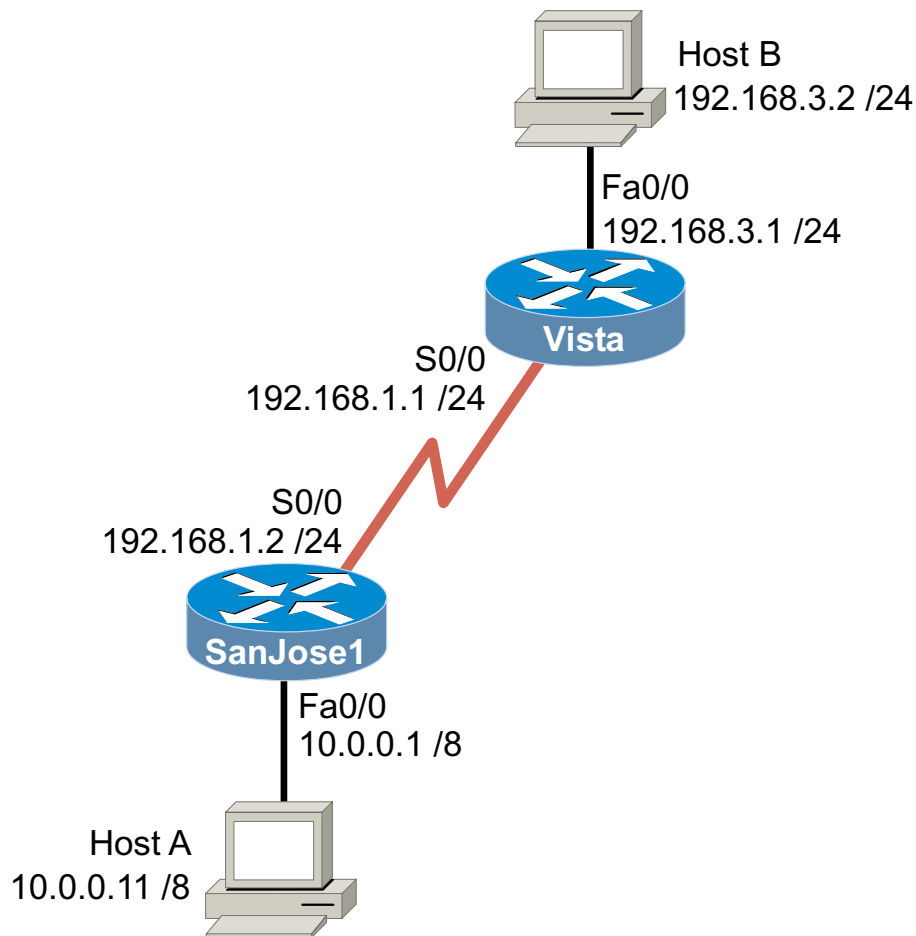 Host B
192.168.3.2 /24
Fa0/0
192.168.3.1 /24
Vista
S0/0
192.168.1.1 /24
S0/0
192.168.1.2 /24
SanJose1
Fa0/0
10.0.0.1 /8
Host A
10.0.0.11 /8